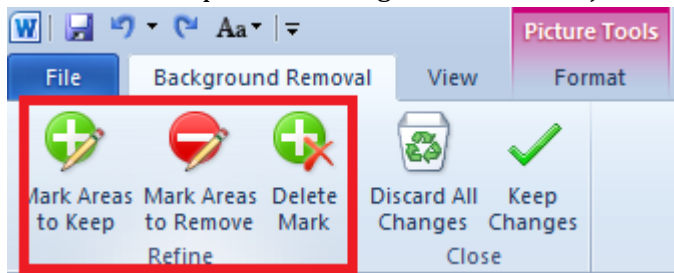 W Aa Picture Tools
File Background Removal View Format
Mark Areas to Keep
Mark Areas to Remove
Delete Mark
Discard All Changes
Keep Changes
Refine Close